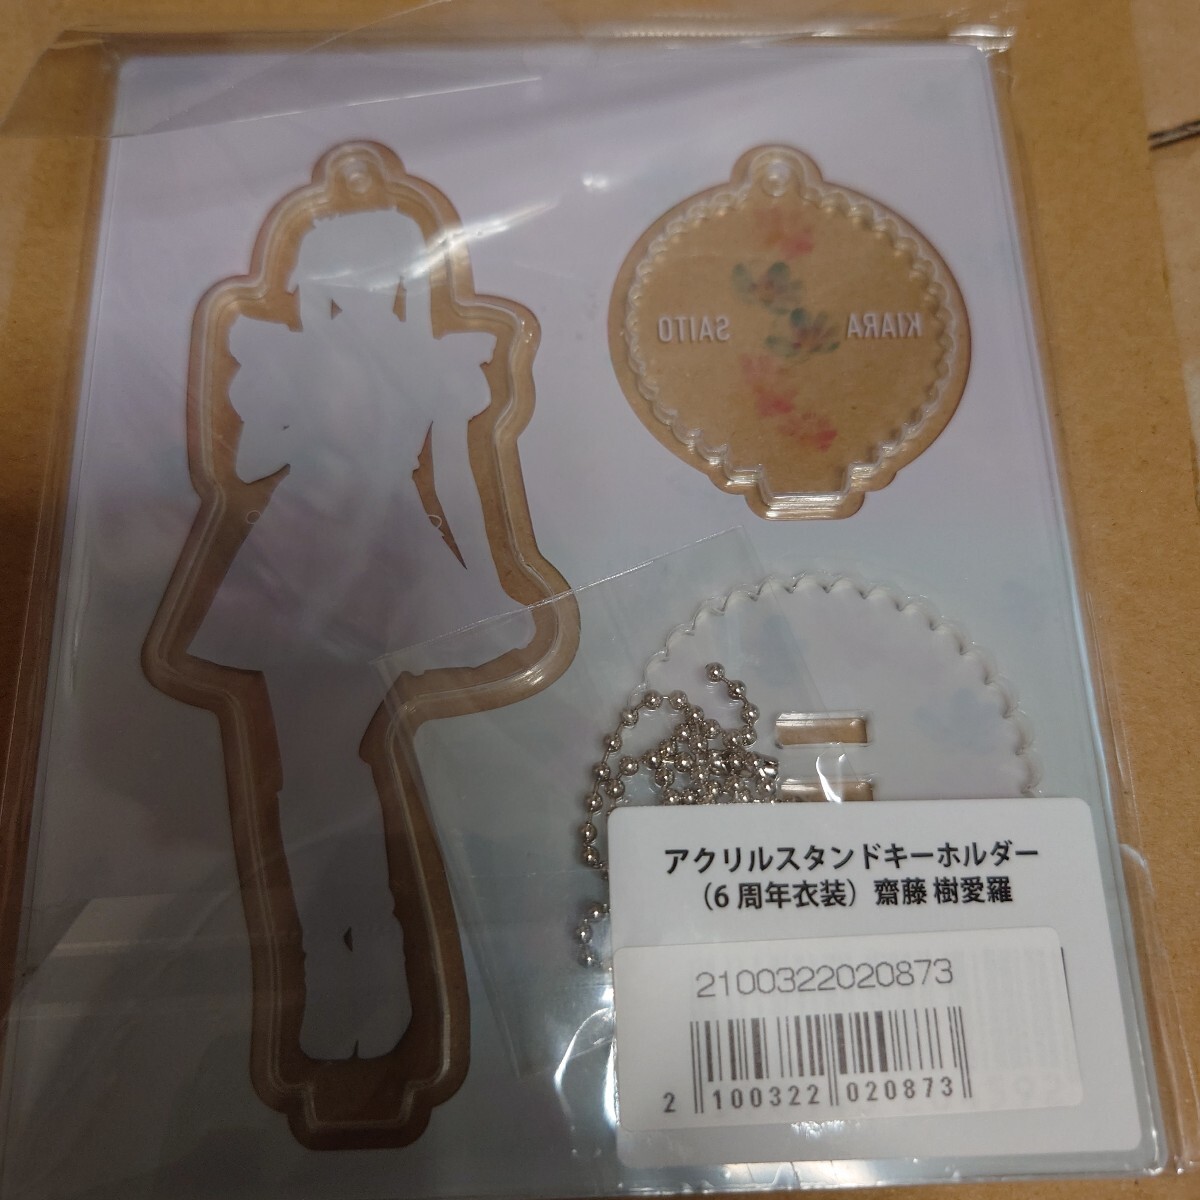 KIARA
SAITO
アクリルスタンドキーホルダー
（6 周年衣装）齋藤 樹愛羅
2100322020873
2 100322 020873